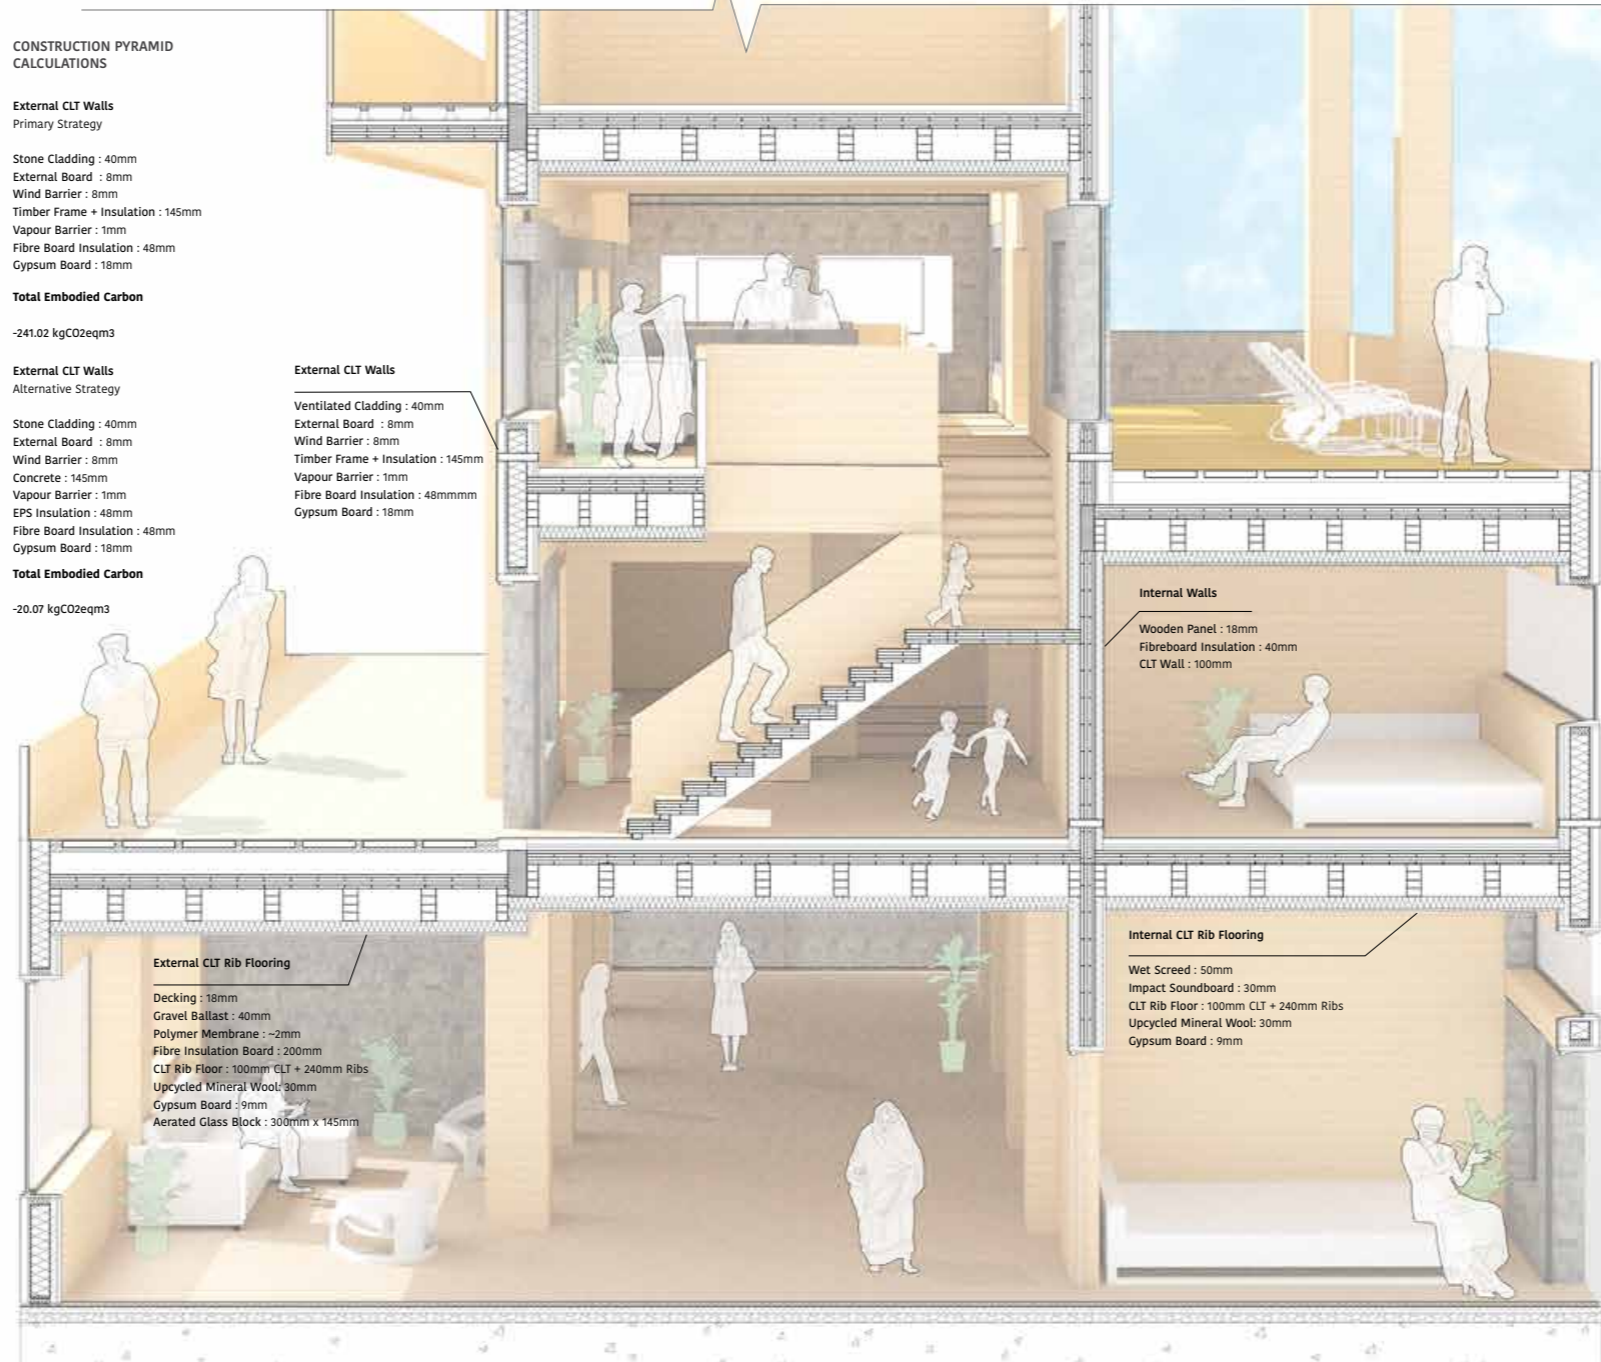 CONSTRUCTION PYRAMID
CALCULATIONS
External CLT Walls
Primary Strategy
Stone Cladding : 40mm
External Board : 8mm
Wind Barrier : 8mm
Timber Frame + Insulation : 145mm
Vapour Barrier : 1mm
Fibre Board Insulation : 48mm
Gypsum Board : 18mm
Total Embodied Carbon
-241.02 kgCO2eqm3
External CLT Walls
Alternative Strategy
Stone Cladding : 40mm
External Board : 8mm
Wind Barrier : 8mm
Concrete : 145mm
Vapour Barrier : 1mm
EPS Insulation : 48mm
Fibre Board Insulation : 48mm
Gypsum Board : 18mm
Total Embodied Carbon
-20.07 kgCO2eqm3
External CLT Walls
Ventilated Cladding : 40mm
External Board : 8mm
Wind Barrier : 8mm
Timber Frame + Insulation : 145mm
Vapour Barrier : 1mm
Fibre Board Insulation : 48mmmm
Gypsum Board : 18mm
Internal Walls
Wooden Panel : 18mm
Fibreboard Insulation : 40mm
CLT Wall : 100mm
External CLT Rib Flooring
Decking : 18mm
Gravel Ballast : 40mm
Polymer Membrane : ~2mm
Fibre Insulation Board : 200mm
CLT Rib Floor : 100mm CLT + 240mm Ribs
Upcycled Mineral Wool: 30mm
Gypsum Board : 9mm
Aerated Glass Block : 300mm x 145mm
Internal CLT Rib Flooring
Wet Screed : 50mm
Impact Soundboard : 30mm
CLT Rib Floor : 100mm CLT + 240mm Ribs
Upcycled Mineral Wool: 30mm
Gypsum Board : 9mm